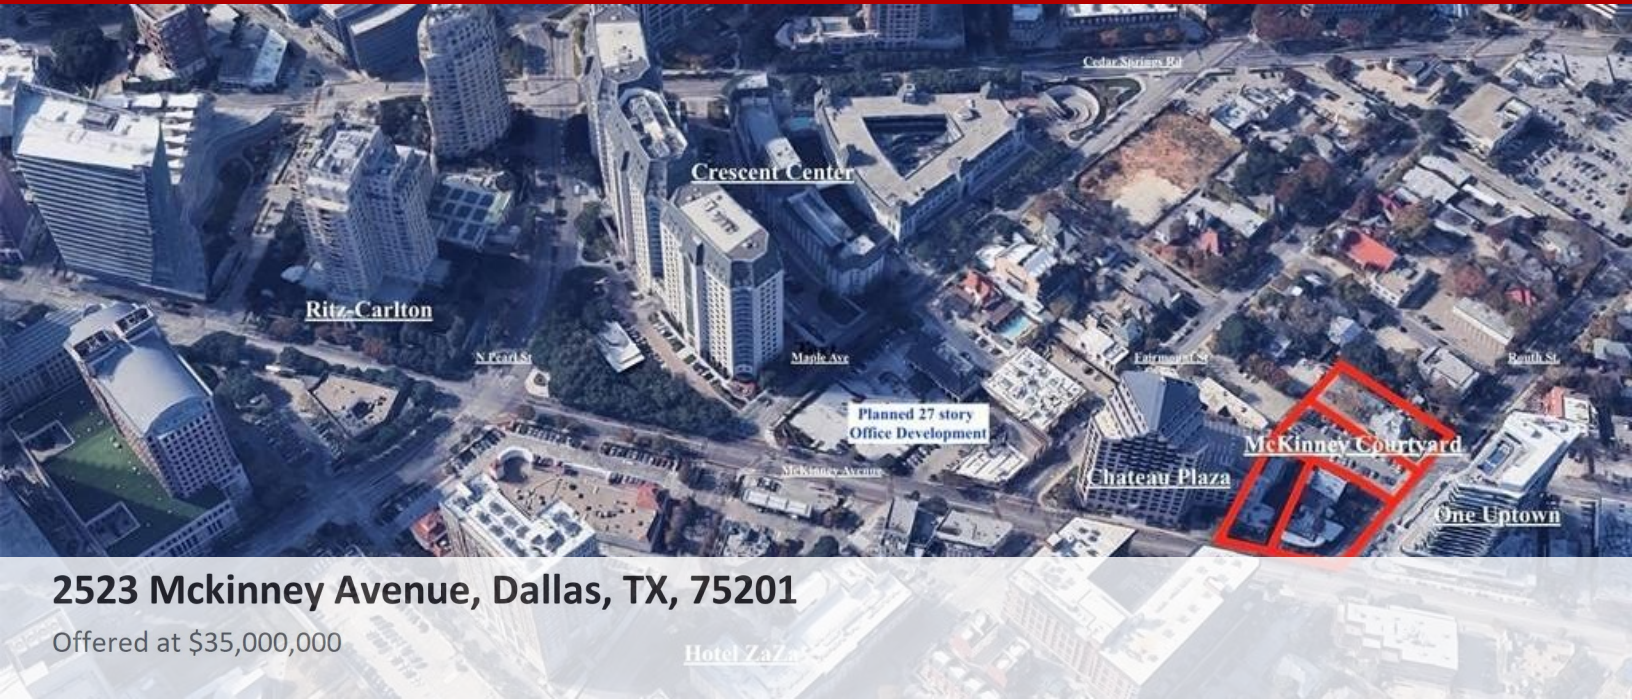 Cedar Springs Rd
Crescent Center
Ritz-Carlton
N Pearl St
Maple Ave
Fairmount St
Routh St.
Planned 27 story
Office Development
McKinney Courtyard
McKinney Avenue
Chateau Plaza
One Uptown
2523 Mckinney Avenue, Dallas, TX, 75201
Offered at $35,000,000
Hotel ZaZa